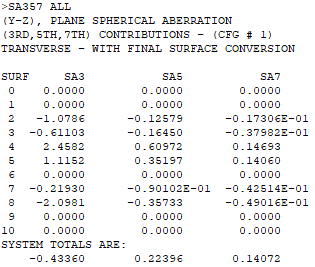 >SA357 ALL
(Y-Z), PLANE SPHERICAL ABERRATION
(3RD,5TH,7TH) CONTRIBUTIONS - (CFG # 1)
TRANSVERSE - WITH FINAL SURFACE CONVERSION
SURF SA3 SA5 SA7
0 0.0000 0.0000 0.0000
1 0.0000 0.0000 0.0000
2 -1.0786 -0.12579 -0.17306E-01
3 -0.61103 -0.16450 -0.37982E-01
4 2.4582 0.60972 0.14693
5 1.1152 0.35197 0.14060
6 0.0000 0.0000 0.0000
7 -0.21930 -0.90102E-01 -0.42514E-01
8 -2.0981 -0.35733 -0.49016E-01
9 0.0000 0.0000 0.0000
10 0.0000 0.0000 0.0000
SYSTEM TOTALS ARE:
-0.43360 0.22396 0.14072